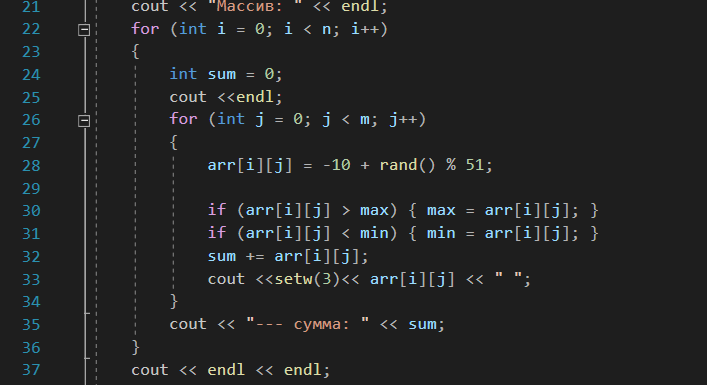 21 cout << "Массив: " << endl;
22 for (int i = 0; i < n; i++)
23 {
24 int sum = 0;
25 cout <<endl;
26 for (int j = 0; j < m; j++)
27 {
28 arr[i][j] = -10 + rand() % 51;
29
30 if (arr[i][j] > max) { max = arr[i][j]; }
31 if (arr[i][j] < min) { min = arr[i][j]; }
32 sum += arr[i][j];
33 cout <<setw(3)<< arr[i][j] << " ";
34 }
35 cout << "--- сумма: " << sum;
36 }
37 cout << endl << endl;